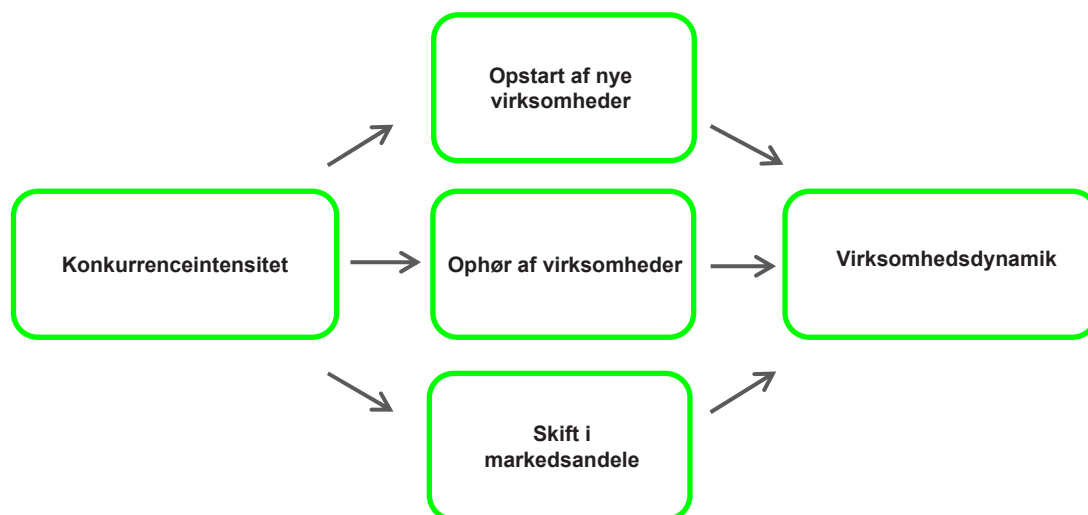 Opstart af nye
virksomheder
Konkurrenceintensitet
Ophør af virksomheder
Virksomhedsdynamik
Skift i
markedsandele